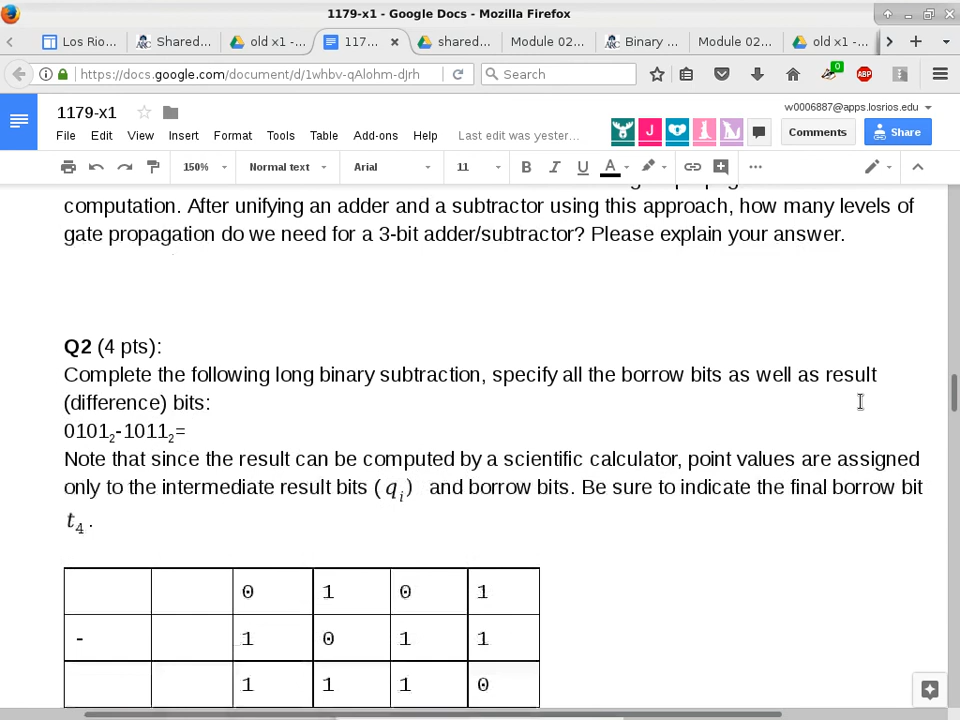 1179-x1 - Google Docs - Mozilla Firefox
Los Rio... Shared... old x1 -... 117... shared... Module 02... Binary ... Module 02... old x1 -...
https://docs.google.com/document/d/1whbv-qAlohm-dJrh Search 0 ABP
1179-x1 w0006887@apps.losrios.edu
File Edit View Insert Format Tools Table Add-ons Help Last edit was yester... J Comments Share
150% Normal text Arial 11 B I U A
computation. After unifying an adder and a subtractor using this approach, how many levels of
gate propagation do we need for a 3-bit adder/subtractor? Please explain your answer.
Q2 (4 pts):
Complete the following long binary subtraction, specify all the borrow bits as well as result
(difference) bits:
0101₂-1011₂=
Note that since the result can be computed by a scientific calculator, point values are assigned
only to the intermediate result bits (qᵢ) and borrow bits. Be sure to indicate the final borrow bit
t₄.
0 1 0 1
- 1 0 1 1
1 1 1 0